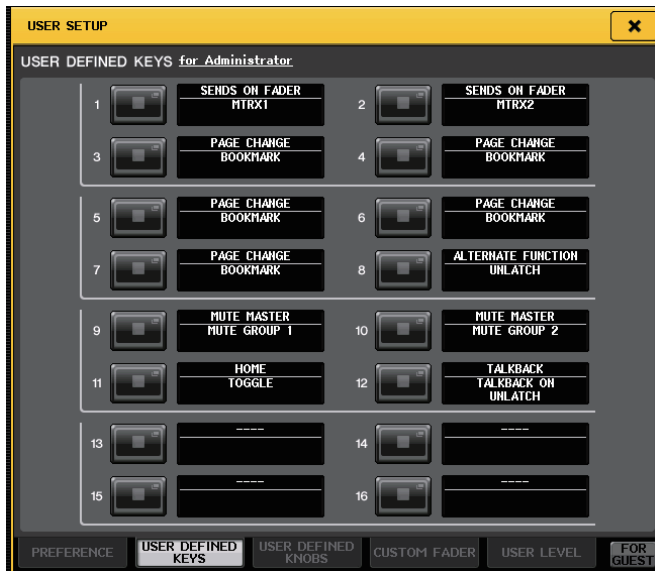 USER SETUP
USER DEFINED KEYS for Administrator
1 SENDS ON FADER
MTRX1
2 SENDS ON FADER
MTRX2
3 PAGE CHANGE
BOOKMARK
4 PAGE CHANGE
BOOKMARK
5 PAGE CHANGE
BOOKMARK
6 PAGE CHANGE
BOOKMARK
7 PAGE CHANGE
BOOKMARK
8 ALTERNATE FUNCTION
UNLATCH
9 MUTE MASTER
MUTE GROUP 1
10 MUTE MASTER
MUTE GROUP 2
11 HOME
TOGGLE
12 TALKBACK
TALKBACK ON
UNLATCH
13 ----
14 ----
15 ----
16 ----
PREFERENCE
USER DEFINED
KEYS
USER DEFINED
KNOBS
CUSTOM FADER
USER LEVEL
FOR
GUEST